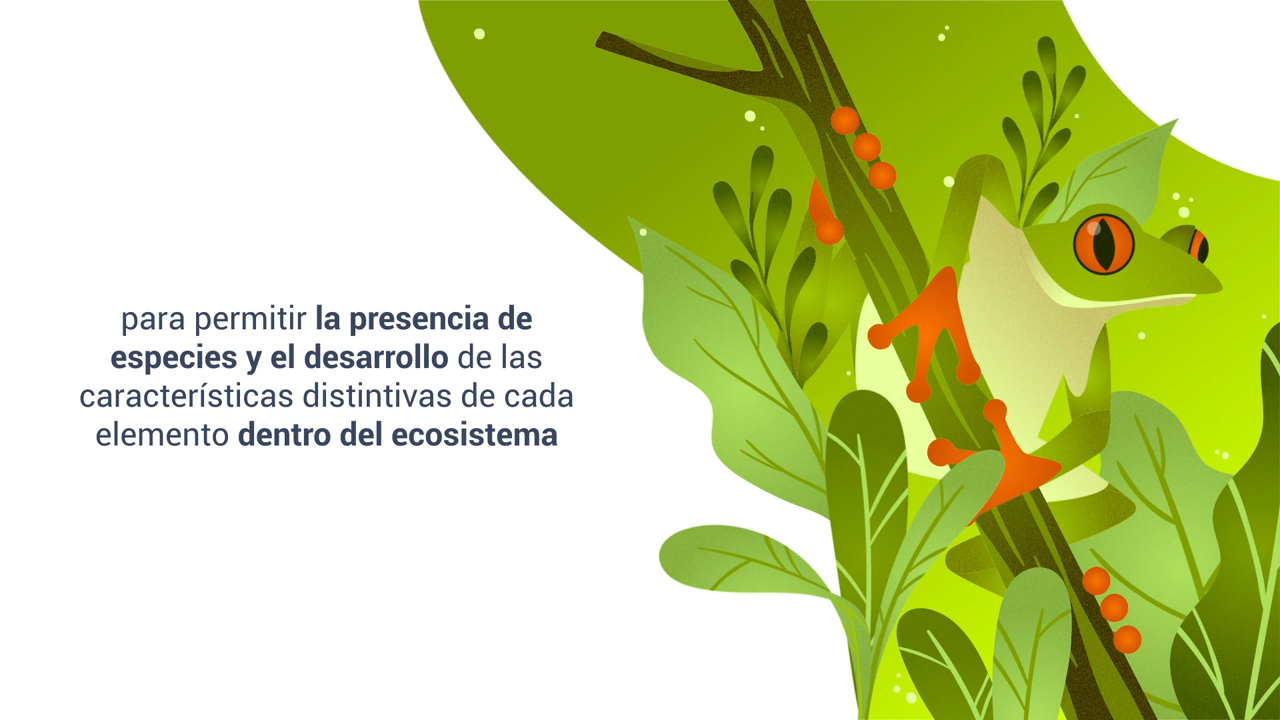 para permitir la presencia de
especies y el desarrollo de las
características distintivas de cada
elemento dentro del ecosistema